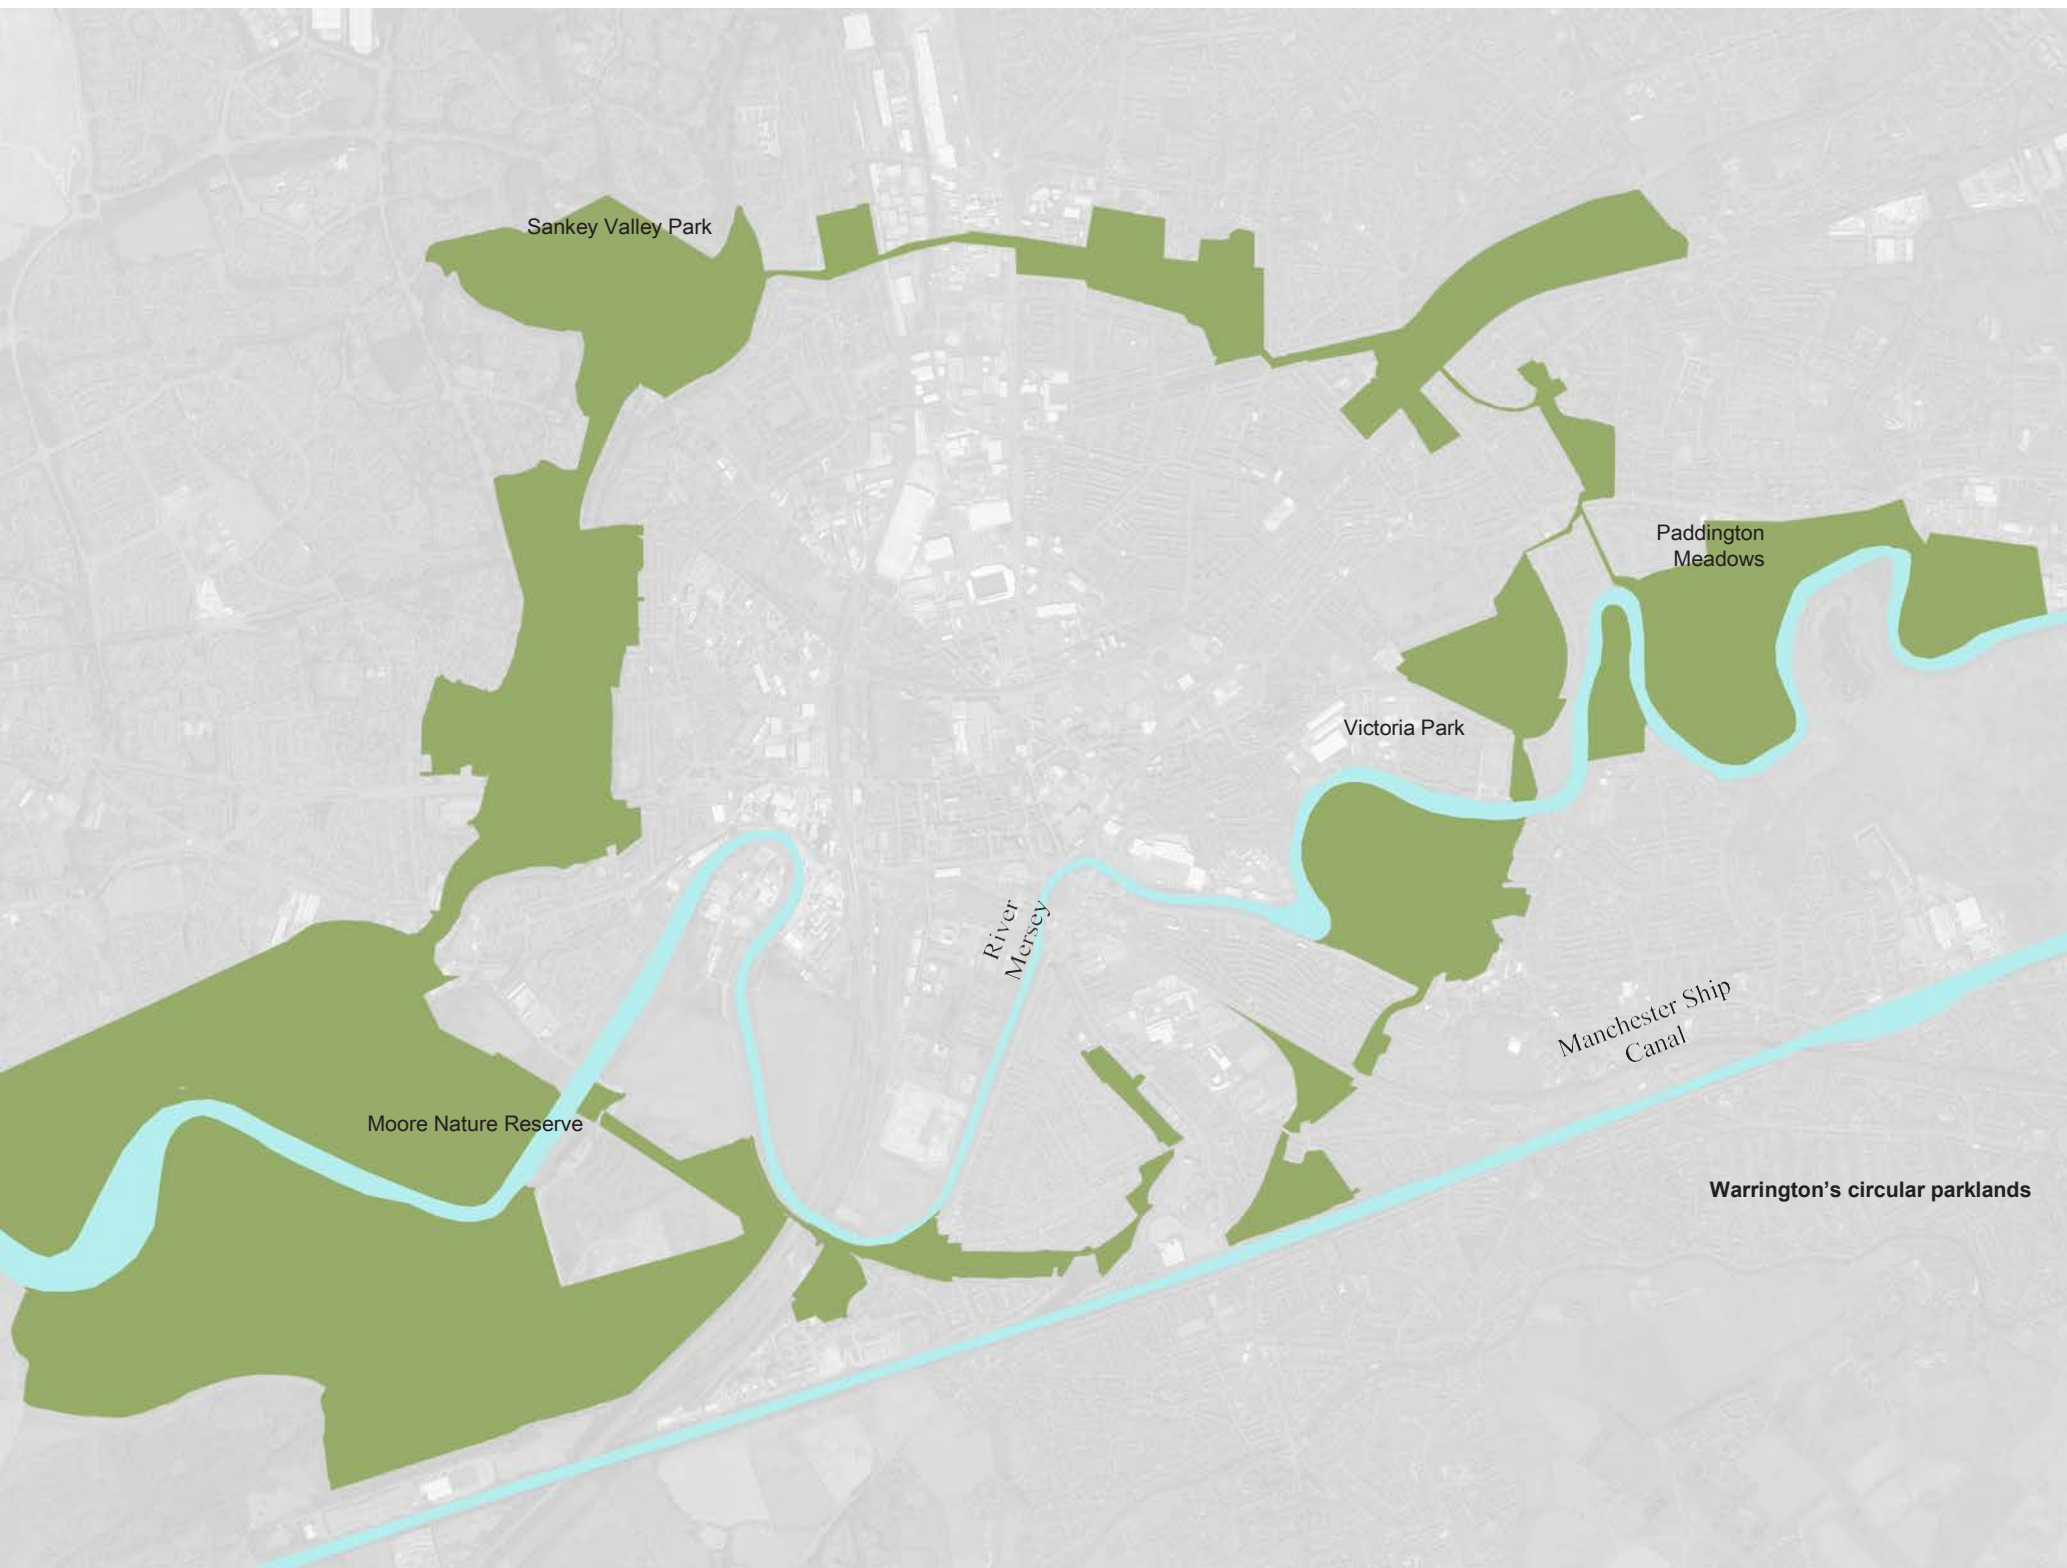 Sankey Valley Park
Paddington
Meadows
Victoria Park
River
Mersey
Manchester Ship
Canal
Moore Nature Reserve
Warrington’s circular parklands